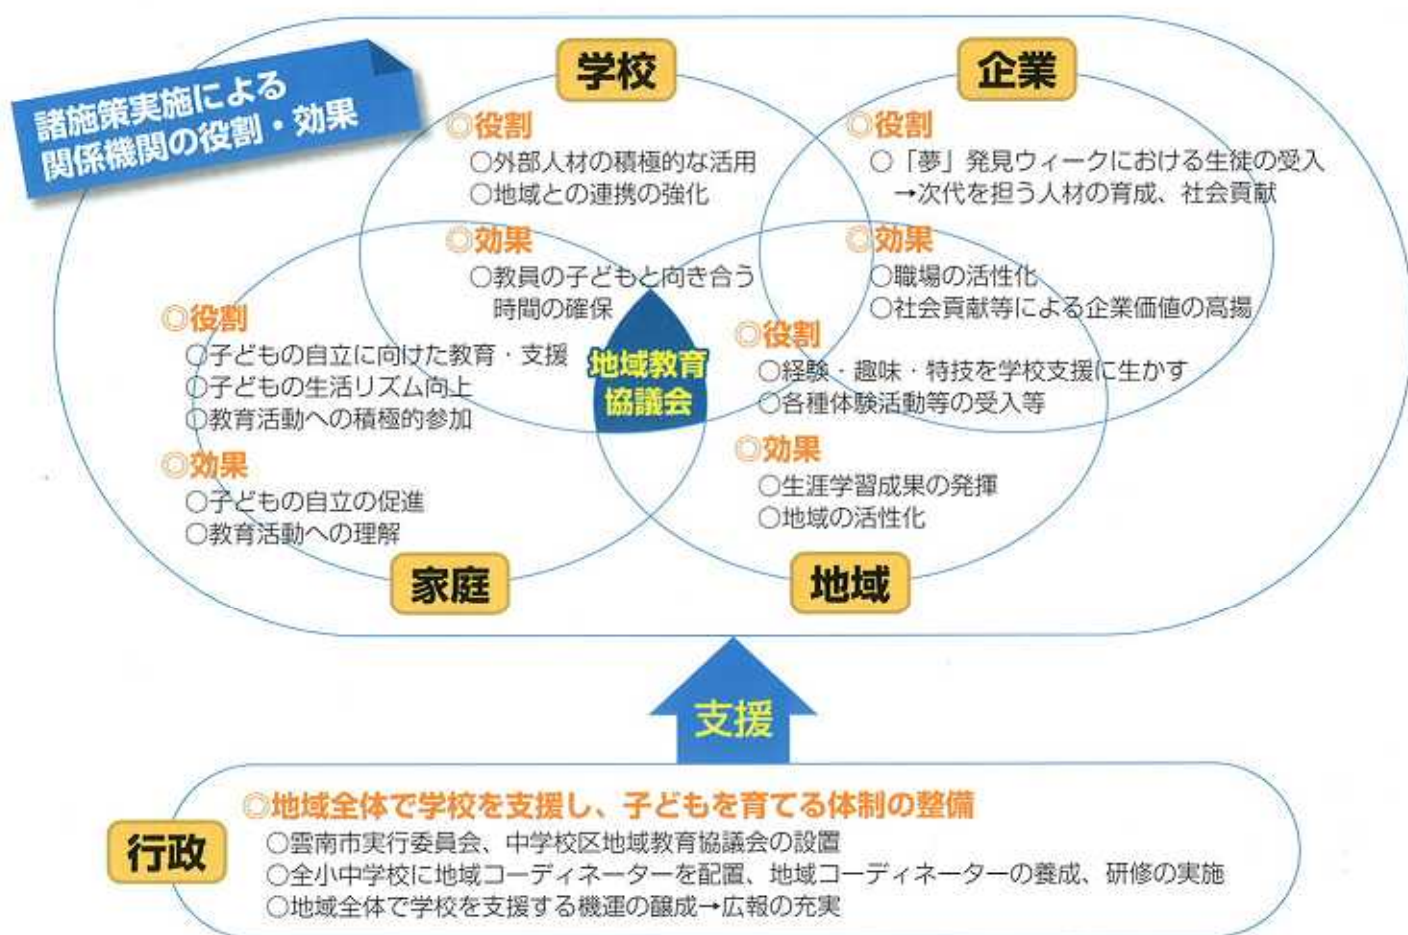 諸施策実施による
関係機関の役割・効果
学校
◎役割
○外部人材の積極的な活用
○地域との連携の強化
◎効果
○教員の子どもと向き合う
時間の確保
企業
◎役割
○「夢」発見ウィークにおける生徒の受入
→次代を担う人材の育成、社会貢献
◎効果
○職場の活性化
○社会貢献等による企業価値の高揚
◎役割
○子どもの自立に向けた教育・支援
○子どもの生活リズム向上
○教育活動への積極的参加
◎効果
○子どもの自立の促進
○教育活動への理解
家庭
地域教育
協議会
◎役割
○経験・趣味・特技を学校支援に生かす
○各種体験活動等の受入等
◎効果
○生涯学習成果の発揮
○地域の活性化
地域
支援
行政
◎地域全体で学校を支援し、子どもを育てる体制の整備
○雲南市実行委員会、中学校区地域教育協議会の設置
○全小中学校に地域コーディネーターを配置、地域コーディネーターの養成、研修の実施
○地域全体で学校を支援する機運の醸成→広報の充実